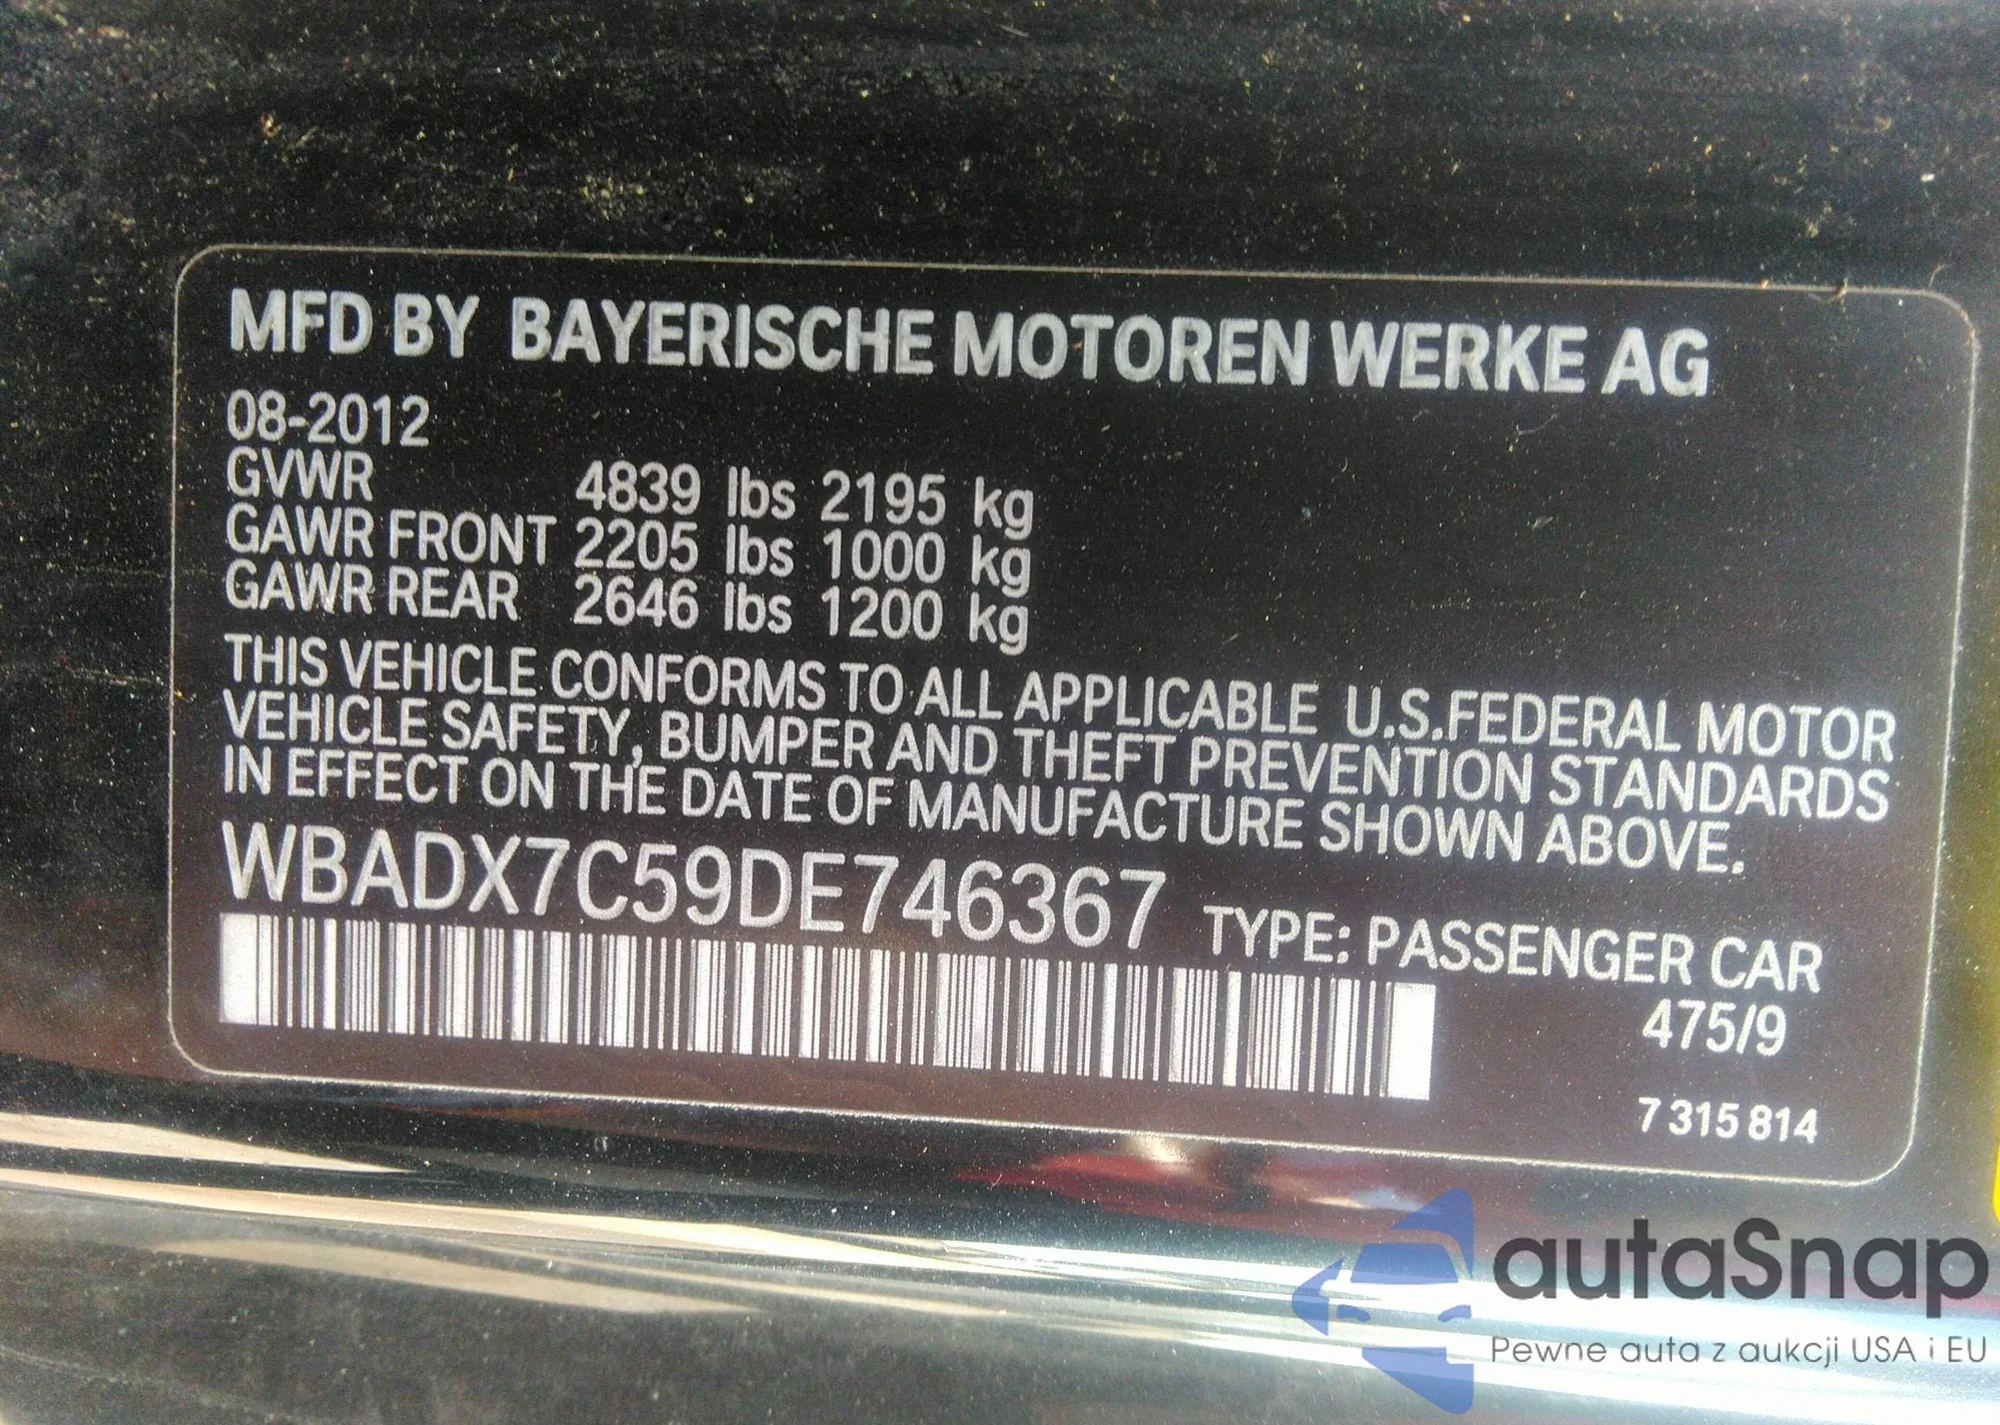 MFD BY BAYERISCHE MOTOREN WERKE AG
08-2012
GVWR 4839 lbs 2195 kg
GAWR FRONT 2205 lbs 1000 kg
GAWR REAR 2646 lbs 1200 kg
THIS VEHICLE CONFORMS TO ALL APPLICABLE U.S.FEDERAL MOTOR
VEHICLE SAFETY, BUMPER AND THEFT PREVENTION STANDARDS
IN EFFECT ON THE DATE OF MANUFACTURE SHOWN ABOVE.
WBADX7C59DE746367 TYPE: PASSENGER CAR
475/9
7 315 814
autaSnap
Pewne auta z aukcji USA i EU